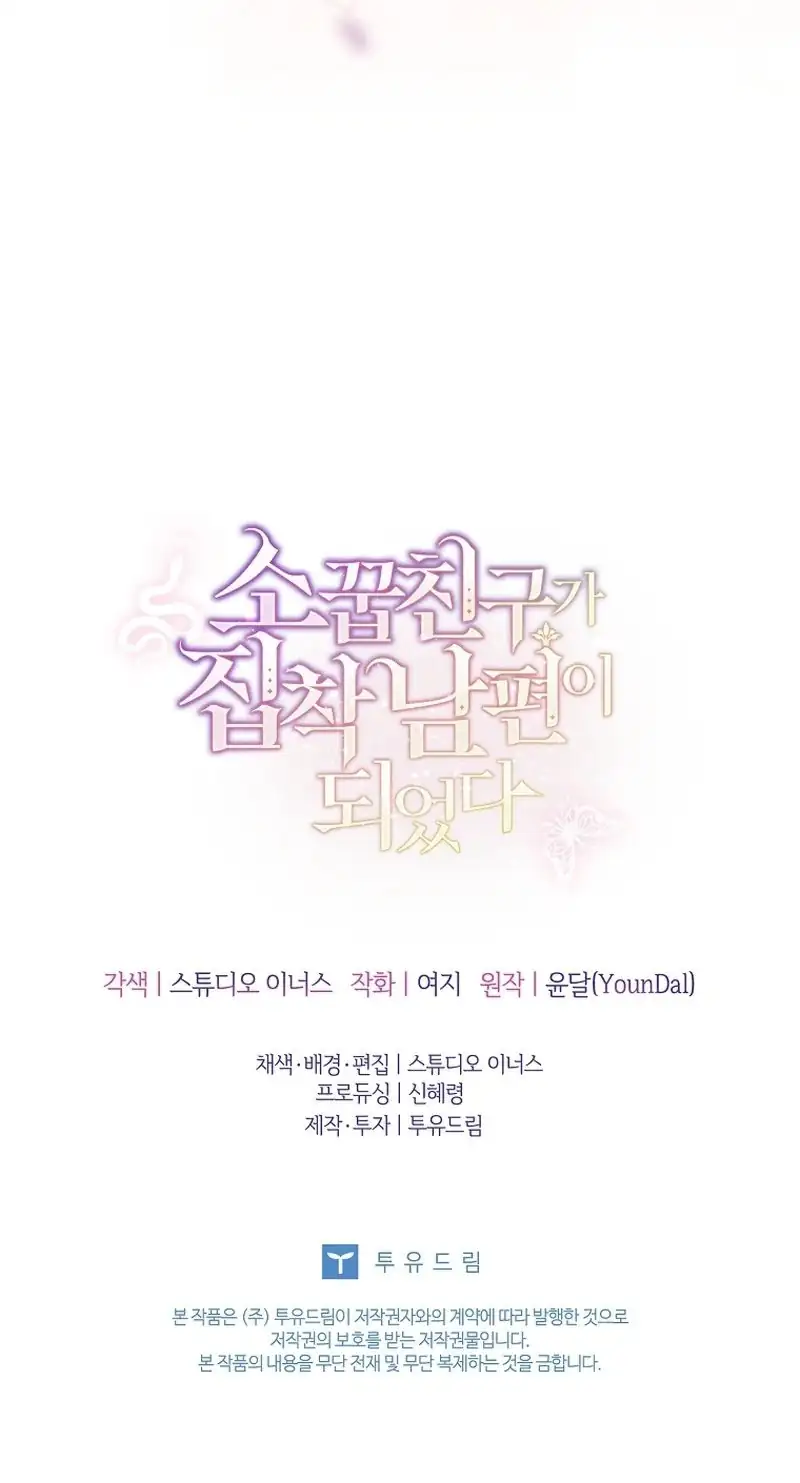 소꿉친구가
집착 남편이
되었다
각색 | 스튜디오 이너스 작화 | 여지 원작 | 윤달(YounDal)
채색·배경·편집 | 스튜디오 이너스
프로듀싱 | 신혜령
제작·투자 | 투유드림
투유드림
본 작품은 (주) 투유드림이 저작권자와의 계약에 따라 발행한 것으로
저작권의 보호를 받는 저작권물입니다.
본 작품의 내용을 무단 전재 및 무단 복제하는 것을 금합니다.